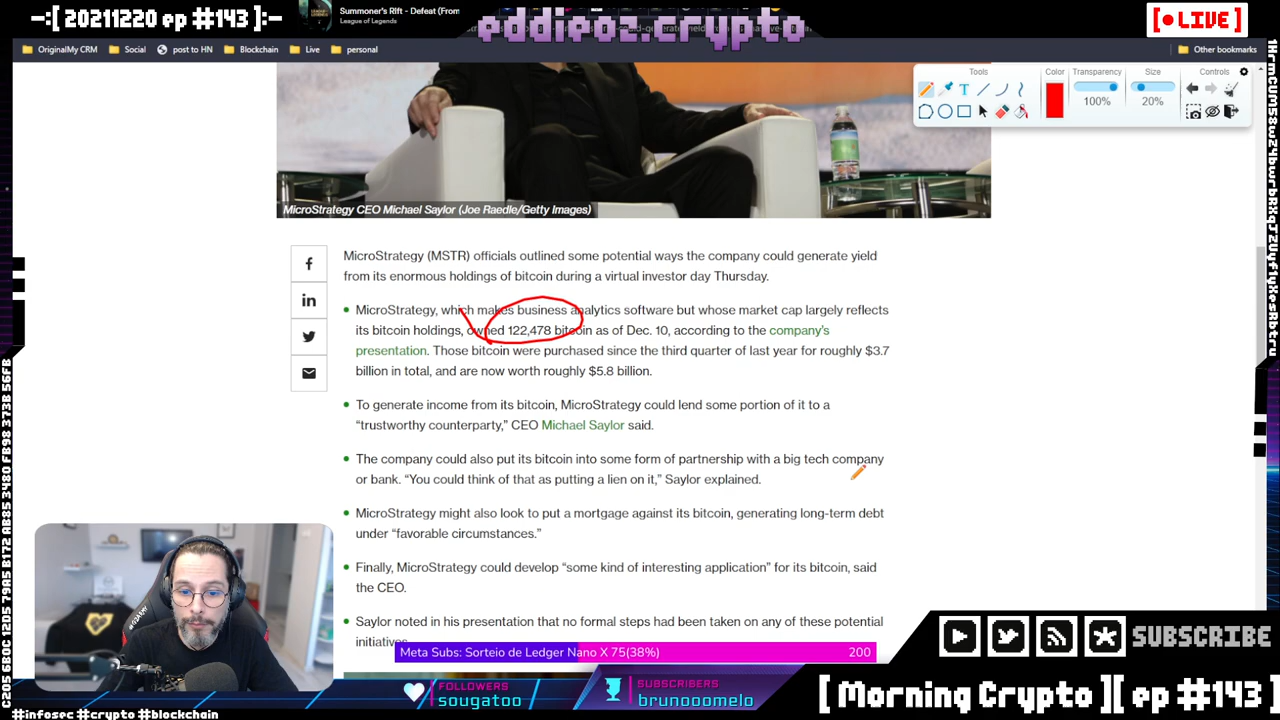 -:[ 20211220 ep #143 ]:-
Summoner's Rift - Defeat (From
League of Legends
eddieoz.crypto
[● LIVE]
OriginalMy CRM
Social
post to HN
Blockchain
Live
personal
Other bookmarks
Tools
Color
Transparency
Size
Controls
100%
20%
MicroStrategy CEO Michael Saylor (Joe Raedle/Getty Images)
MicroStrategy (MSTR) officials outlined some potential ways the company could generate yield
from its enormous holdings of bitcoin during a virtual investor day Thursday.
MicroStrategy, which makes business analytics software but whose market cap largely reflects
its bitcoin holdings, owned 122,478 bitcoin as of Dec. 10, according to the company's
presentation. Those bitcoin were purchased since the third quarter of last year for roughly $3.7
billion in total, and are now worth roughly $5.8 billion.
To generate income from its bitcoin, MicroStrategy could lend some portion of it to a
“trustworthy counterparty,” CEO Michael Saylor said.
The company could also put its bitcoin into some form of partnership with a big tech company
or bank. “You could think of that as putting a lien on it,” Saylor explained.
MicroStrategy might also look to put a mortgage against its bitcoin, generating long-term debt
under “favorable circumstances.”
Finally, MicroStrategy could develop “some kind of interesting application” for its bitcoin, said
the CEO.
Saylor noted in his presentation that no formal steps had been taken on any of these potential
initiatives.
Meta Subs: Sorteio de Ledger Nano X 75(38%)
200
SUBSCRIBE
FOLLOWERS
sougatoo
SUBSCRIBERS
brunooomelo
[ Morning Crypto ][ ep #143 ]
#infosec #crypto #blockchain